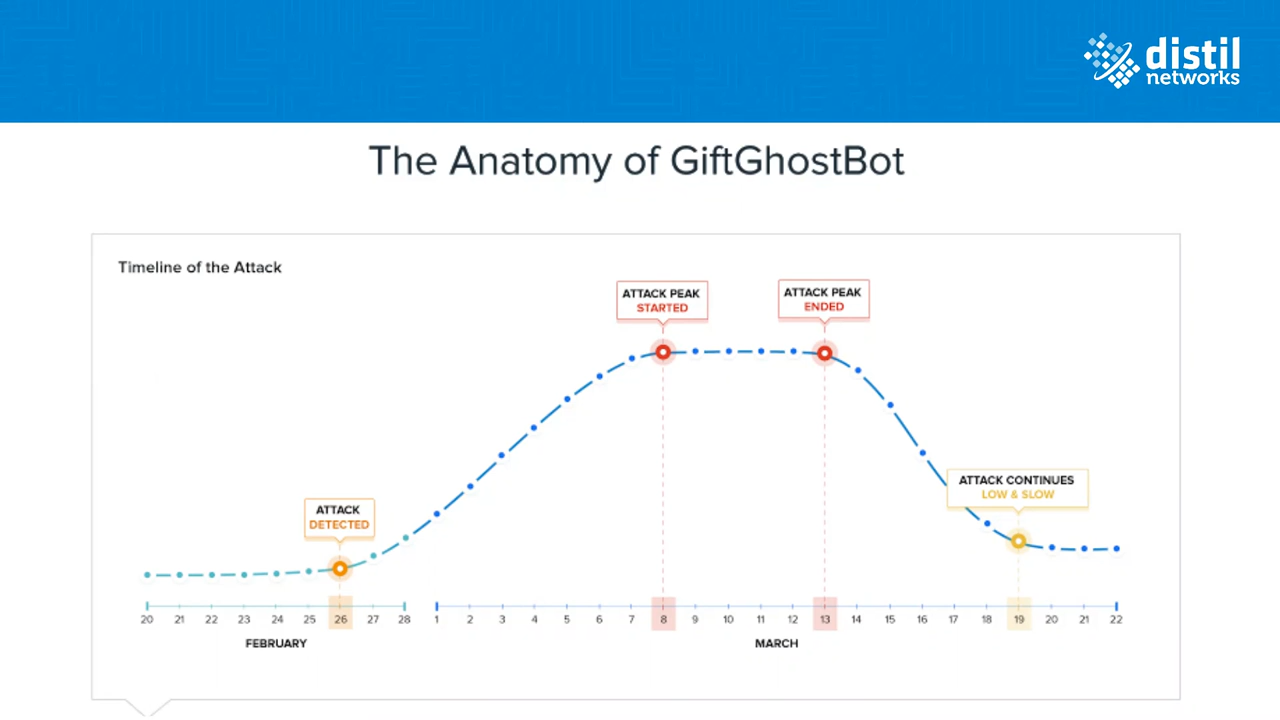 distil
networks
The Anatomy of GiftGhostBot
Timeline of the Attack
ATTACK PEAK
STARTED
ATTACK PEAK
ENDED
ATTACK CONTINUES
LOW & SLOW
ATTACK
DETECTED
20 21 22 23 24 25 26 27 28 1 2 3 4 5 6 7 8 9 10 11 12 13 14 15 16 17 18 19 20 21 22
FEBRUARY MARCH